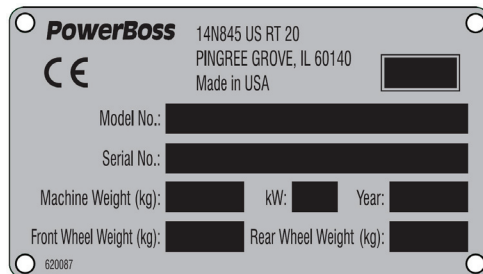 PowerBoss
14N845 US RT 20
PINGREE GROVE, IL 60140
Made in USA
CE
Model No.:
Serial No.:
Machine Weight (kg):
kW:
Year:
Front Wheel Weight (kg):
Rear Wheel Weight (kg):
620087